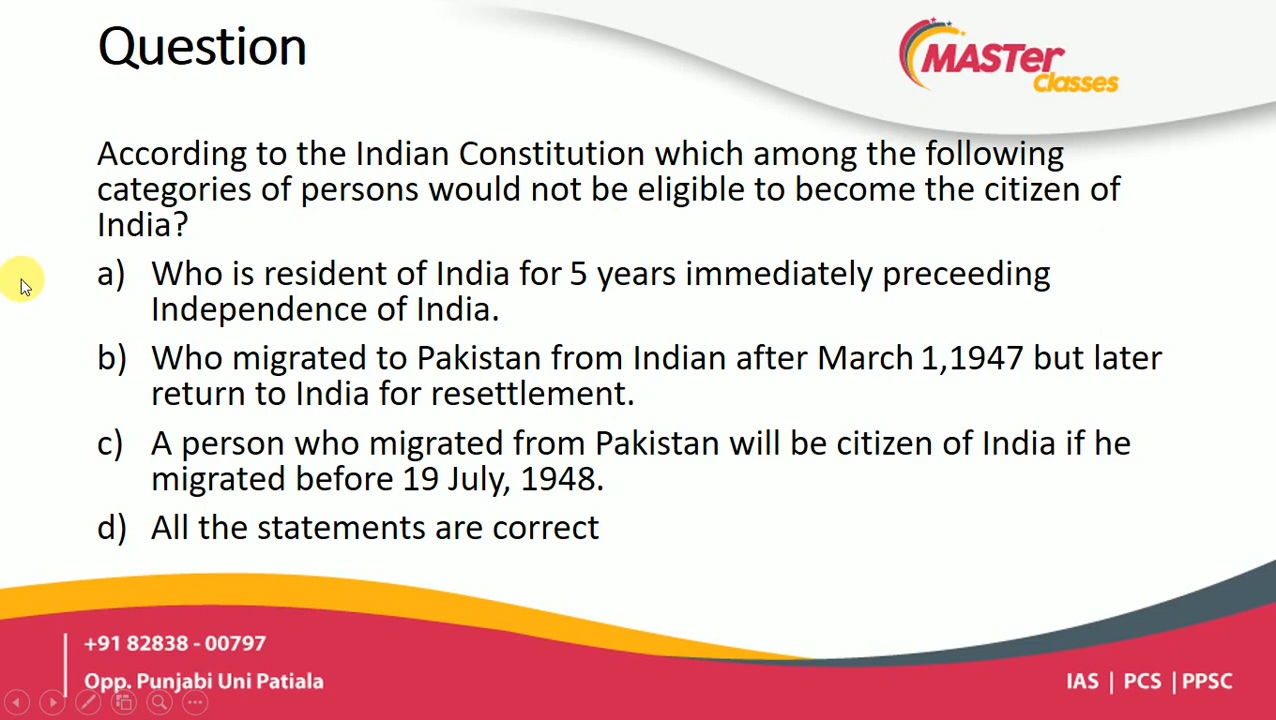 Question
MASTer
Classes
According to the Indian Constitution which among the following
categories of persons would not be eligible to become the citizen of
India?
a) Who is resident of India for 5 years immediately preceeding
Independence of India.
b) Who migrated to Pakistan from Indian after March 1,1947 but later
return to India for resettlement.
c) A person who migrated from Pakistan will be citizen of India if he
migrated before 19 July, 1948.
d) All the statements are correct
+91 82838 - 00797
Opp. Punjabi Uni Patiala
IAS | PCS | PPSC